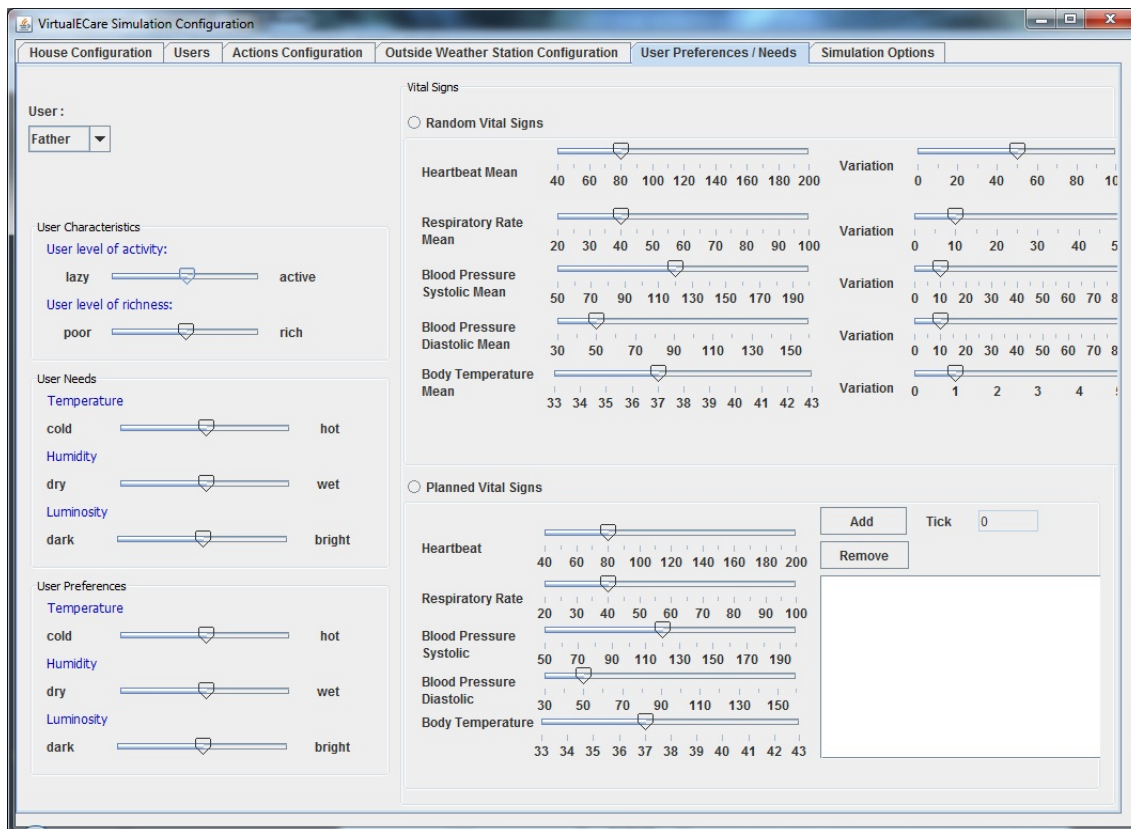 VirtualECare Simulation Configuration
House Configuration Users Actions Configuration Outside Weather Station Configuration User Preferences / Needs Simulation Options
User :
Father
User Characteristics
User level of activity:
lazy active
User level of richness:
poor rich
User Needs
Temperature
cold hot
Humidity
dry wet
Luminosity
dark bright
User Preferences
Temperature
cold hot
Humidity
dry wet
Luminosity
dark bright
Vital Signs
Random Vital Signs
Heartbeat Mean
40 60 80 100 120 140 160 180 200
Variation
0 20 40 60 80
Respiratory Rate
Mean
20 30 40 50 60 70 80 90 100
Variation
0 10 20 30 40
Blood Pressure
Systolic Mean
50 70 90 110 130 150 170 190
Variation
0 10 20 30 40 50 60 70
Blood Pressure
Diastolic Mean
30 50 70 90 110 130 150
Variation
0 10 20 30 40 50 60 70
Body Temperature
Mean
33 34 35 36 37 38 39 40 41 42 43
Variation
0 1 2 3 4
Planned Vital Signs
Heartbeat
40 60 80 100 120 140 160 180 200
Respiratory Rate
20 30 40 50 60 70 80 90 100
Blood Pressure
Systolic
50 70 90 110 130 150 170 190
Blood Pressure
Diastolic
30 50 70 90 110 130 150
Body Temperature
33 34 35 36 37 38 39 40 41 42 43
Add Tick 0
Remove